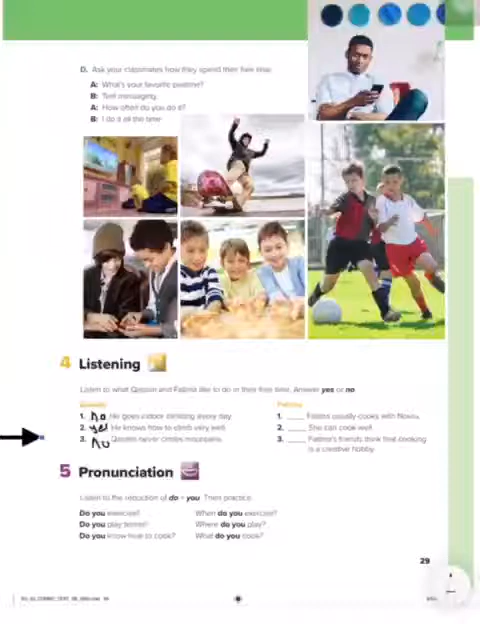 D. Ask your classmates how they spend their free time.
A: What's your favorite pastime?
B: Text messaging.
A: How often do you do it?
B: I do it all the time.
4 Listening
Listen to what Qassim and Fatima like to do in their free time. Answer yes or no.
Qassim
1. No He goes indoor climbing every day.
2. yes He knows how to climb very well.
3. No Qassim never climbs mountains.
Fatima
1. ____ Fatima usually cooks with Noura.
2. ____ She can cook well.
3. ____ Fatima's friends think that cooking
is a creative hobby.
5 Pronunciation
Listen to the reduction of do + you. Then practice.
Do you exercise? When do you exercise?
Do you play tennis? Where do you play?
Do you know how to cook? What do you cook?
29